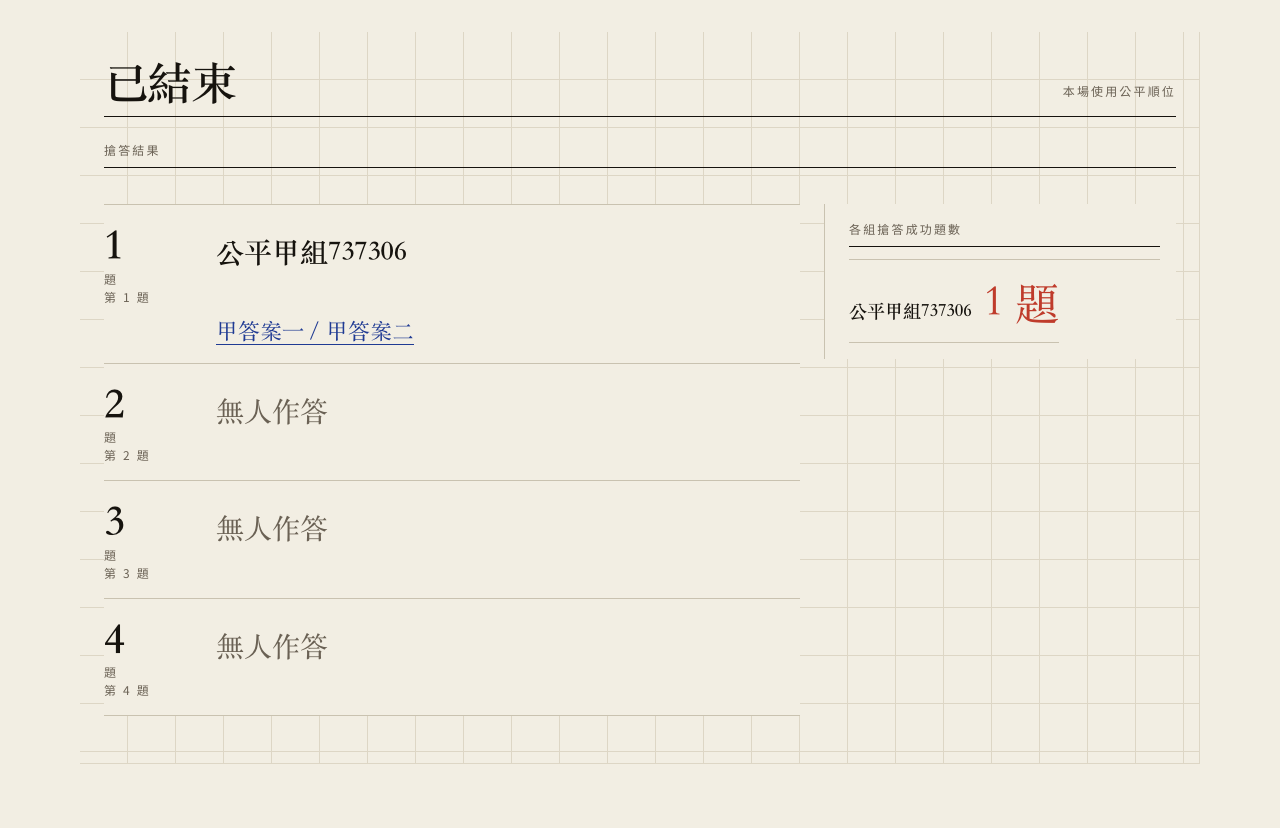 已結束
本場使用公平順位
搶答結果
1
題
第 1 題
公平甲組737306
甲答案一 / 甲答案二
2
題
第 2 題
無人作答
3
題
第 3 題
無人作答
4
題
第 4 題
無人作答
各組搶答成功題數
公平甲組737306 1 題